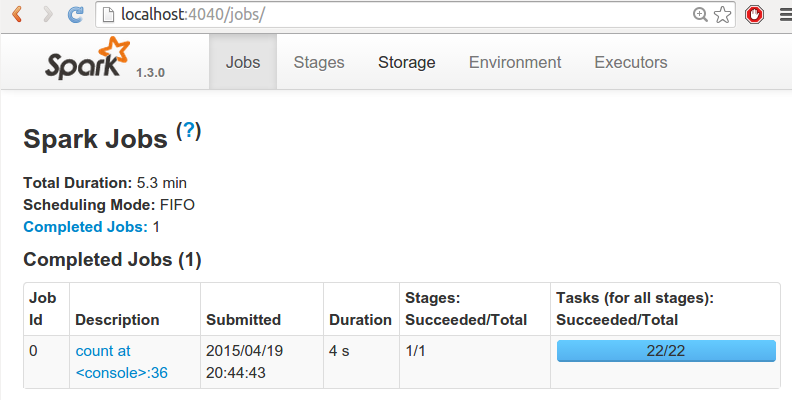 localhost:4040/jobs/
Spark 1.3.0 Jobs Stages Storage Environment Executors
Spark Jobs (?)
Total Duration: 5.3 min
Scheduling Mode: FIFO
Completed Jobs: 1
Completed Jobs (1)
Job Id Description Submitted Duration Stages: Succeeded/Total Tasks (for all stages): Succeeded/Total
0 count at <console>:36 2015/04/19 20:44:43 4 s 1/1 22/22